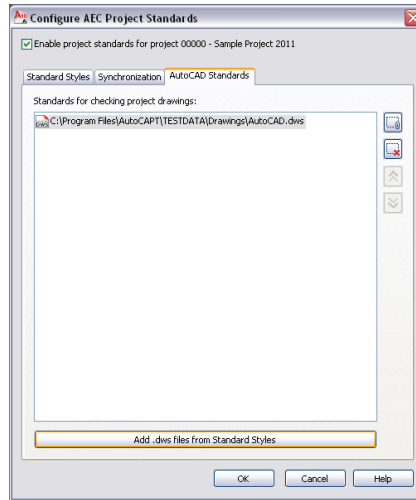 Configure AEC Project Standards
Enable project standards for project 00000 - Sample Project 2011
Standard Styles Synchronization AutoCAD Standards
Standards for checking project drawings:
C:\Program Files\AutoCAPT\TESTDATA\Drawings\AutoCAD.dws
Add .dws files from Standard Styles
OK Cancel Help